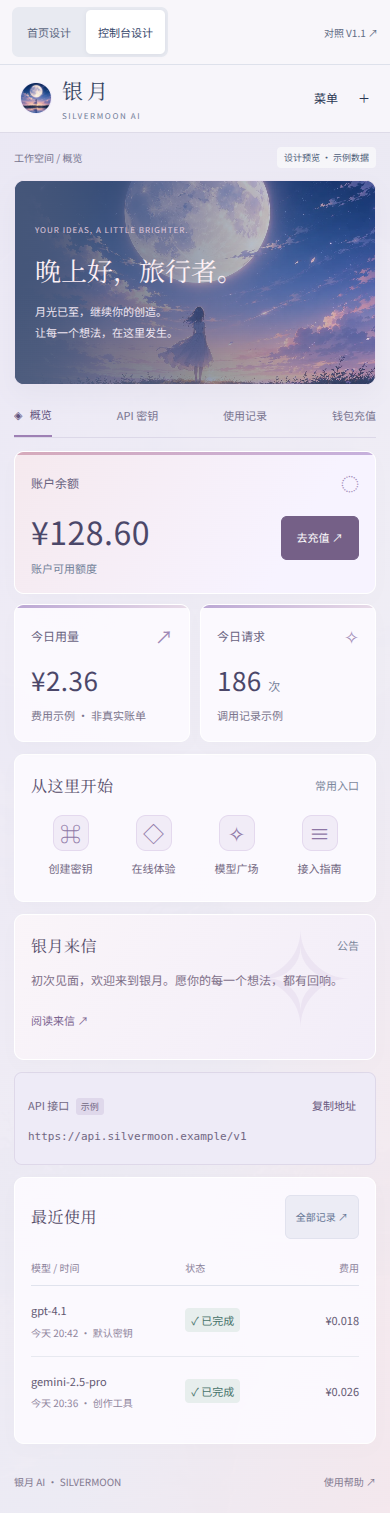 首页设计 控制台设计 对照 V1.1 ↗
银月
SILVERMOON AI
菜单 +
工作空间 / 概览 设计预览 · 示例数据
YOUR IDEAS, A LITTLE BRIGHTER.
晚上好，旅行者。
月光已至，继续你的创造。
让每一个想法，在这里发生。
◈ 概览 API 密钥 使用记录 钱包充值
账户余额
¥128.60
去充值 ↗
账户可用额度
今日用量 ↗
¥2.36
费用示例 · 非真实账单
今日请求 ✧
186 次
调用记录示例
从这里开始 常用入口
创建密钥 在线体验 模型广场 接入指南
银月来信 公告
初次见面，欢迎来到银月。愿你的每一个想法，都有回响。
阅读来信 ↗
API 接口 示例 复制地址
https://api.silvermoon.example/v1
最近使用 全部记录 ↗
模型 / 时间 状态 费用
gpt-4.1
今天 20:42 · 默认密钥
✓ 已完成 ¥0.018
gemini-2.5-pro
今天 20:36 · 创作工具
✓ 已完成 ¥0.026
银月 AI · SILVERMOON 使用帮助 ↗